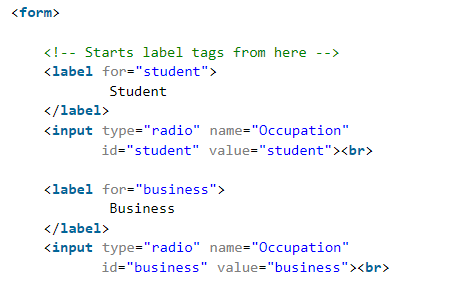 <form>
<!-- Starts label tags from here -->
<label for="student">
Student
</label>
<input type="radio" name="Occupation"
id="student" value="student"><br>
<label for="business">
Business
</label>
<input type="radio" name="Occupation"
id="business" value="business"><br>